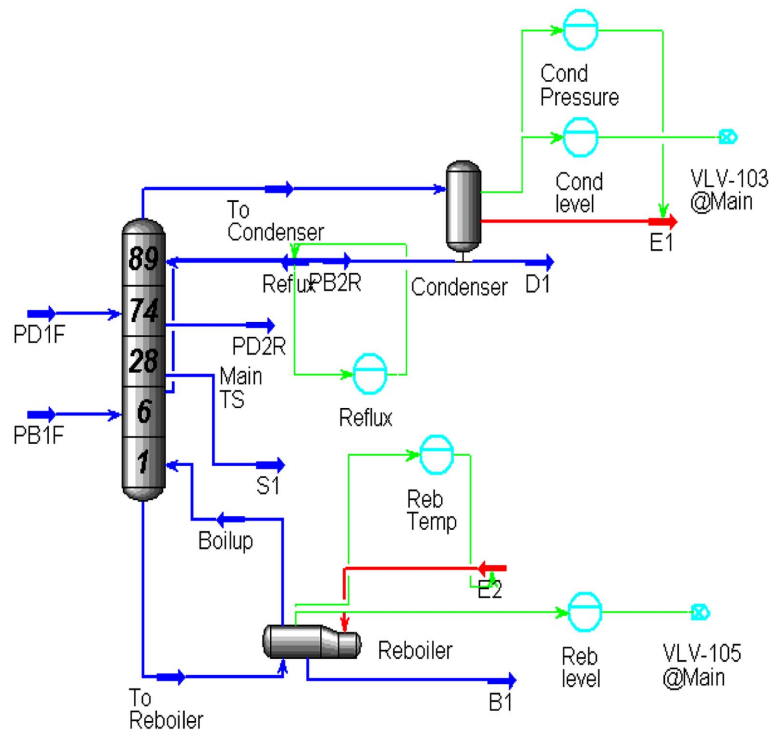 Cond
Pressure
Cond
level
VLV-103
@Main
To
Condenser
E1
89
Reflux
PB2R
Condenser
D1
74
PD1F
PD2R
28
Main
TS
Reflux
6
PB1F
1
S1
Reb
Temp
Boilup
E2
Reboiler
Reb
level
VLV-105
@Main
To
Reboiler
B1